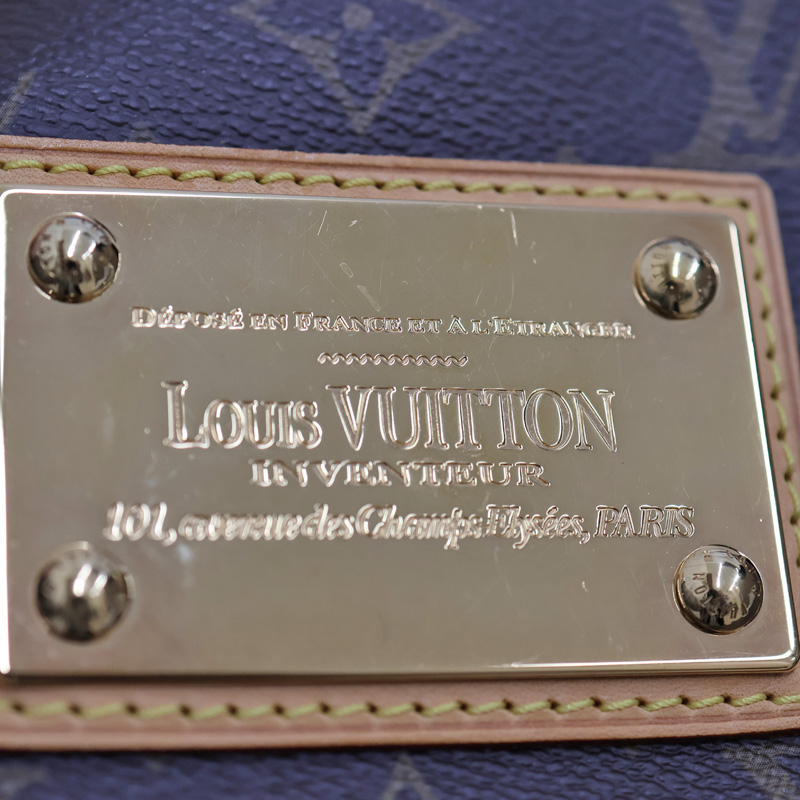 DÉPOSÉ EN FRANCE ET À L'ETRANGER
LOUIS VUITTON
INVENTEUR
101, avenue des Champs Elysées, PARIS